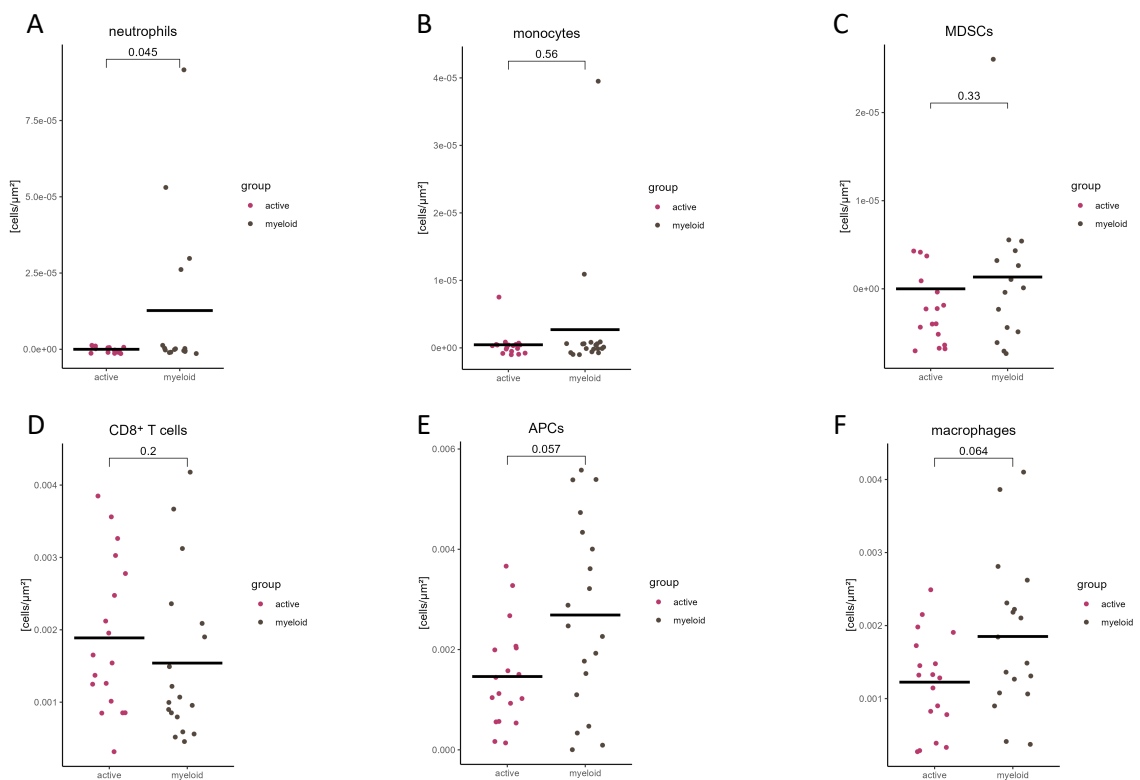 A
neutrophils
0.045
7.5e-05
5.0e-05
2.5e-05
0.0e+00
[cells/µm²]
active
myeloid
group
active
myeloid
B
monocytes
0.56
4e-05
3e-05
2e-05
1e-05
0e+00
[cells/µm²]
active
myeloid
group
active
myeloid
C
MDSCs
0.33
2e-05
1e-05
0e+00
[cells/µm²]
active
myeloid
group
active
myeloid
D
CD8⁺ T cells
0.2
0.004
0.003
0.002
0.001
[cells/µm²]
active
myeloid
group
active
myeloid
E
APCs
0.057
0.006
0.004
0.002
0.000
[cells/µm²]
active
myeloid
group
active
myeloid
F
macrophages
0.064
0.004
0.003
0.002
0.001
[cells/µm²]
active
myeloid
group
active
myeloid